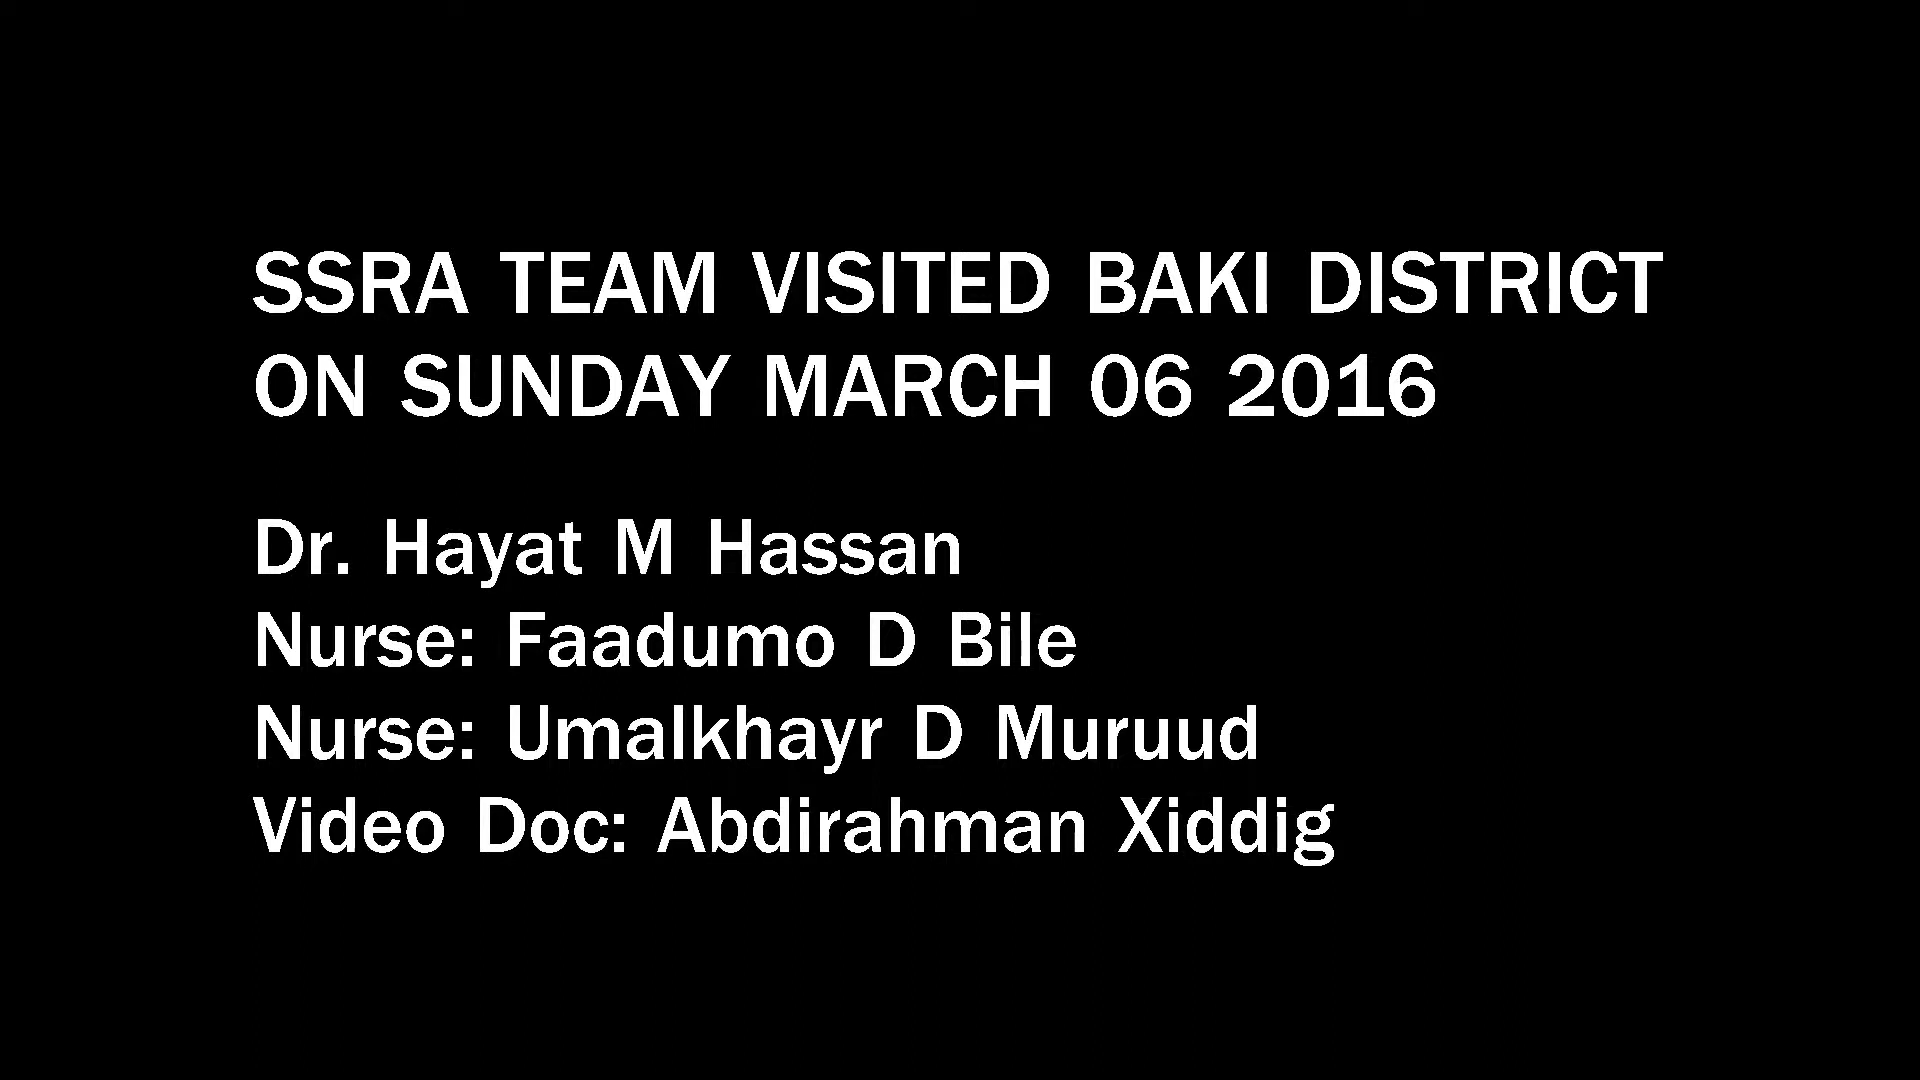 SSRA TEAM VISITED BAKI DISTRICT
ON SUNDAY MARCH 06 2016
Dr. Hayat M Hassan
Nurse: Faadumo D Bile
Nurse: Umalkhayr D Muruud
Video Doc: Abdirahman Xiddig